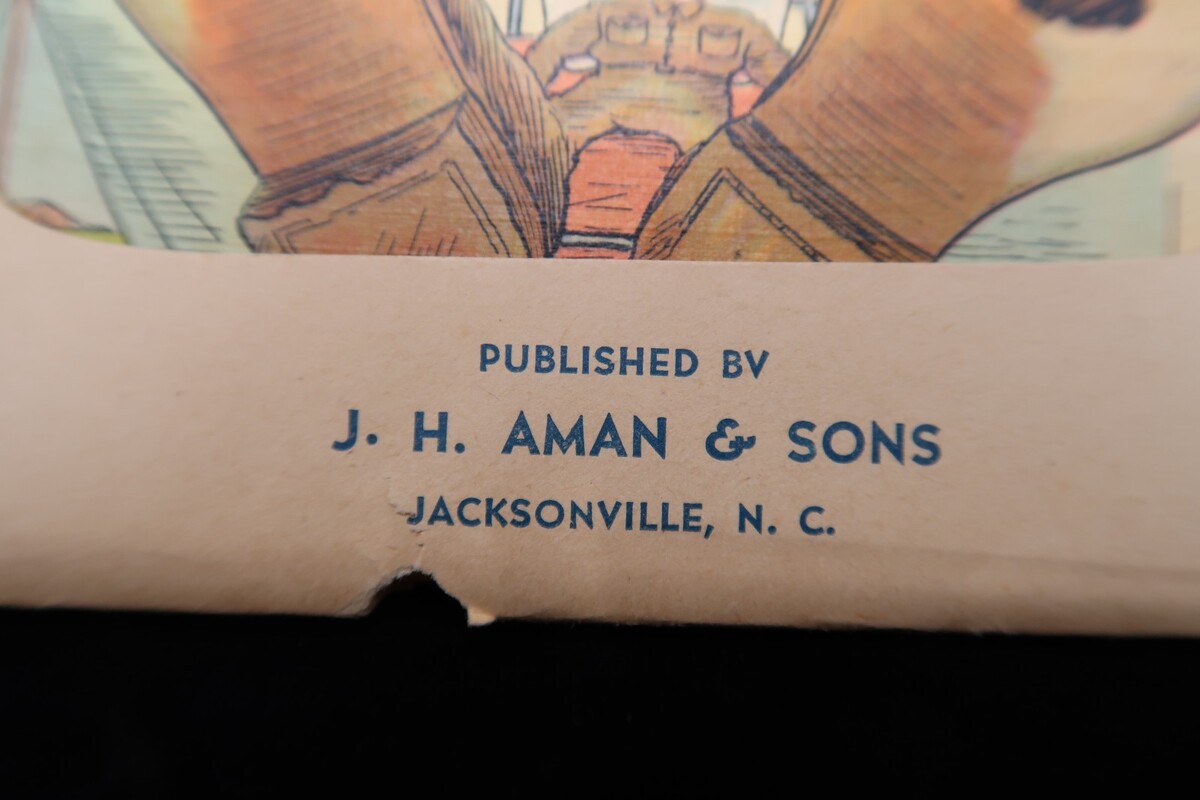 PUBLISHED BV
J. H. AMAN & SONS
JACKSONVILLE, N. C.